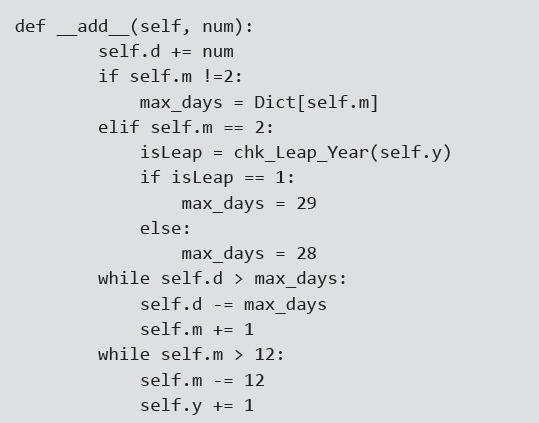 def __add__(self, num):
        self.d += num
        if self.m !=2:
            max_days = Dict[self.m]
        elif self.m == 2:
            isLeap = chk_Leap_Year(self.y)
            if isLeap == 1:
                max_days = 29
            else:
                max_days = 28
        while self.d > max_days:
            self.d -= max_days
            self.m += 1
        while self.m > 12:
            self.m -= 12
            self.y += 1